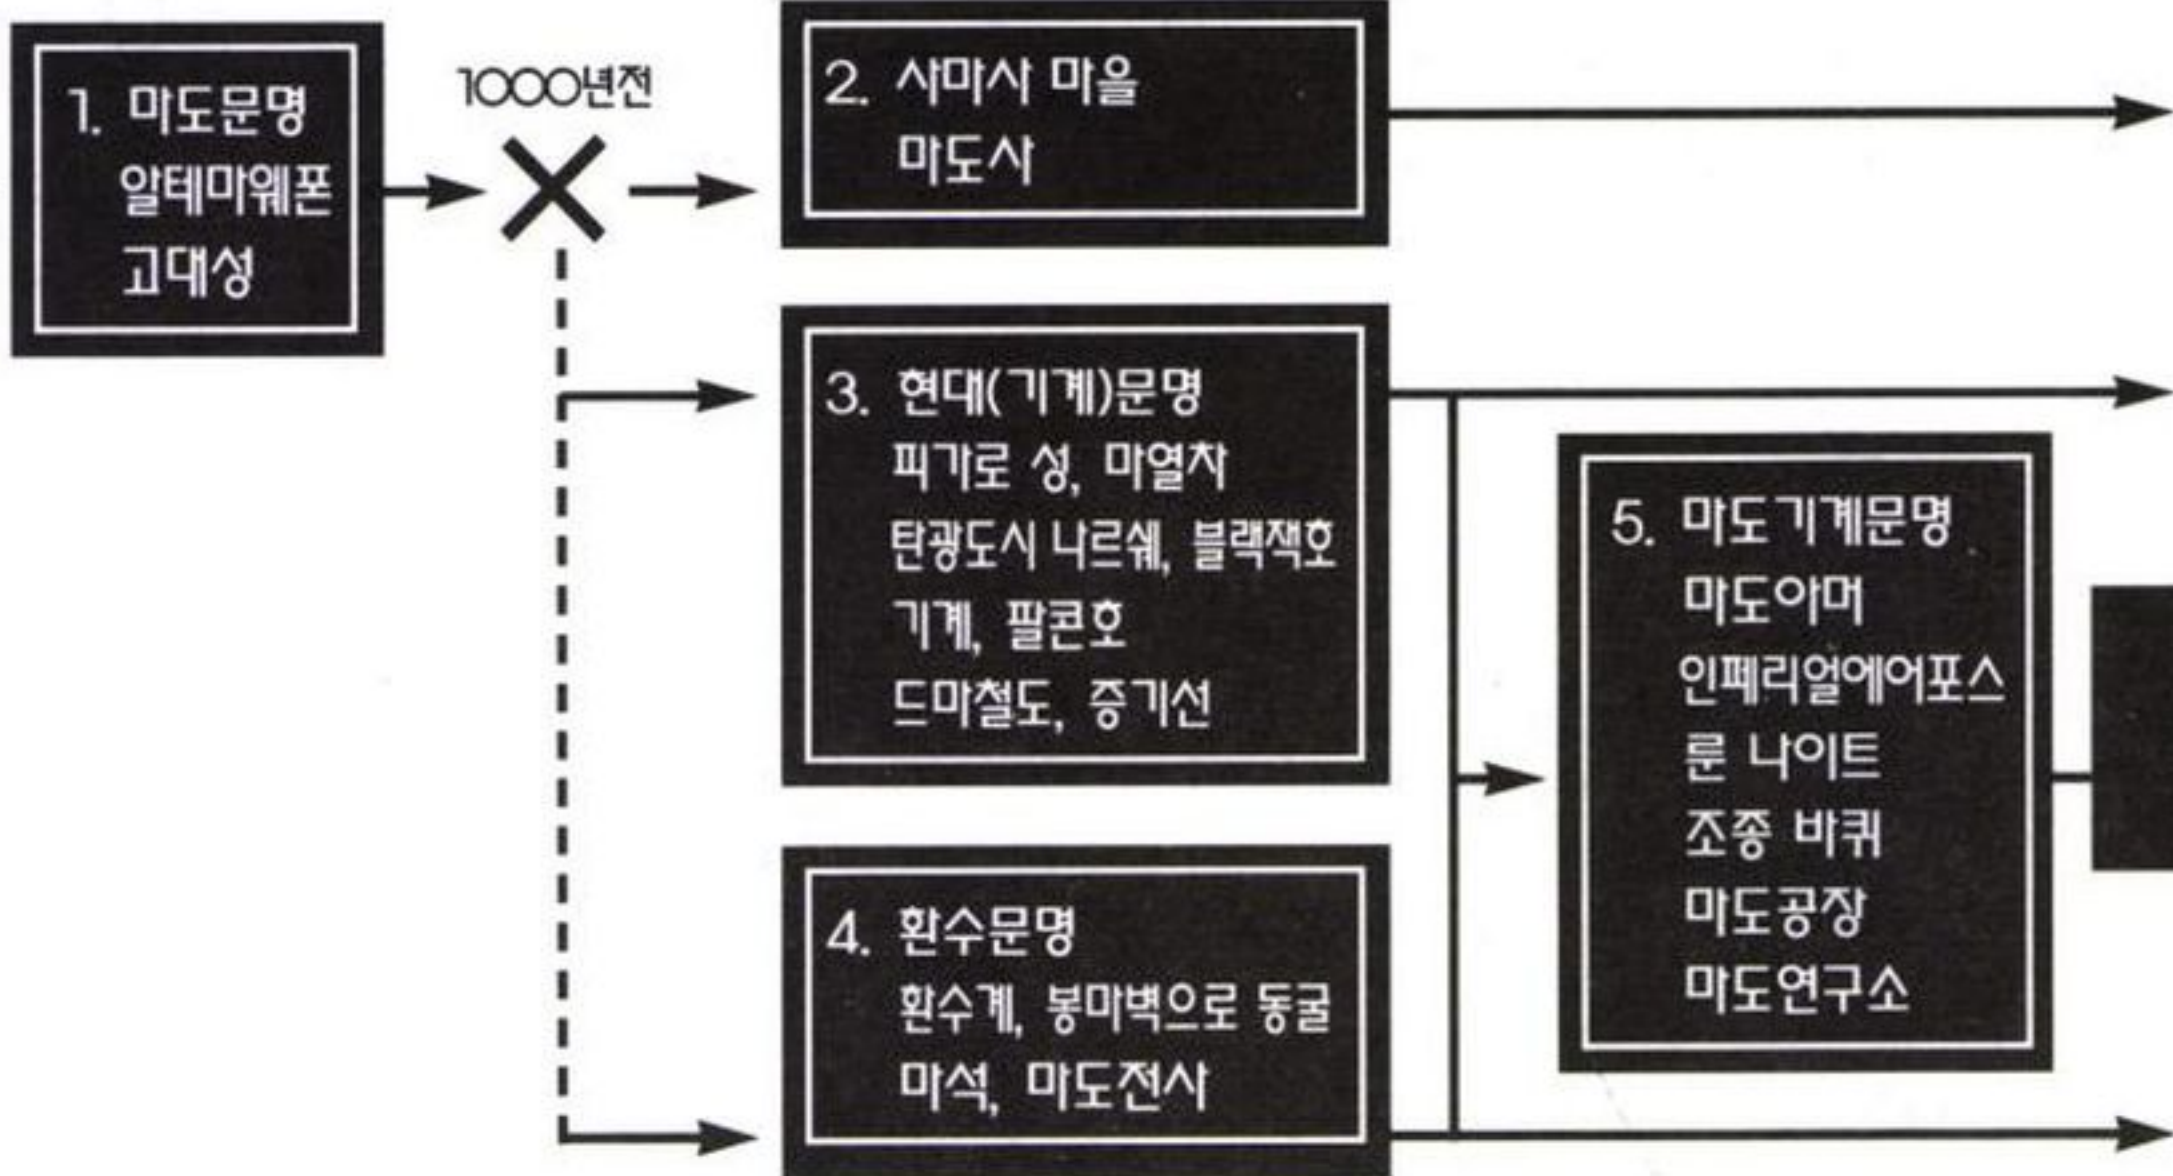 1. 마도문명
알테마웨폰
고대성
1000년전
2. 사마사 마을
마도사
3. 현대(기계)문명
피가로 성, 마열차
탄광도시 나르쉐, 블랙잭호
기계, 팔콘호
드마철도, 증기선
4. 환수문명
환수계, 봉마벽으로 동굴
마석, 마도전사
5. 마도기계문명
마도아머
인페리얼에어포스
룬 나이트
조종 바퀴
마도공장
마도연구소